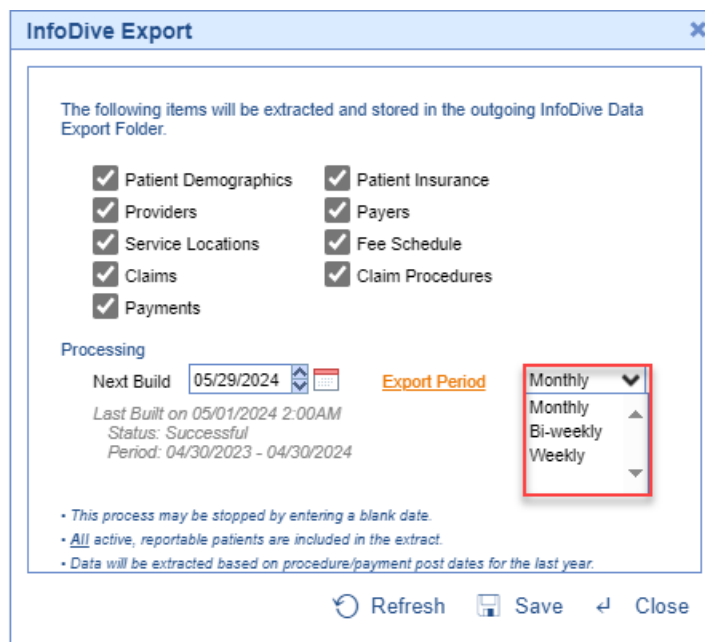 InfoDive Export
The following items will be extracted and stored in the outgoing InfoDive Data
Export Folder.
Patient Demographics Patient Insurance
Providers Payers
Service Locations Fee Schedule
Claims Claim Procedures
Payments
Processing
Next Build 05/29/2024 Export Period Monthly
Monthly
Bi-weekly
Weekly
Last Built on 05/01/2024 2:00AM
Status: Successful
Period: 04/30/2023 - 04/30/2024
• This process may be stopped by entering a blank date.
• All active, reportable patients are included in the extract.
• Data will be extracted based on procedure/payment post dates for the last year.
Refresh Save Close